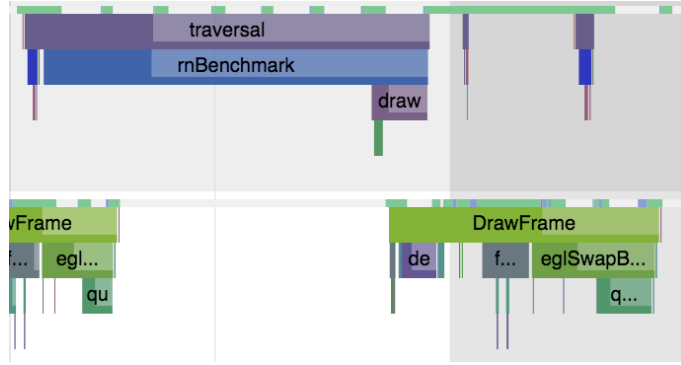 traversal
rnBenchmark
draw
wFrame
DrawFrame
f...
egl...
de
f...
eglSwapB...
qu
q...